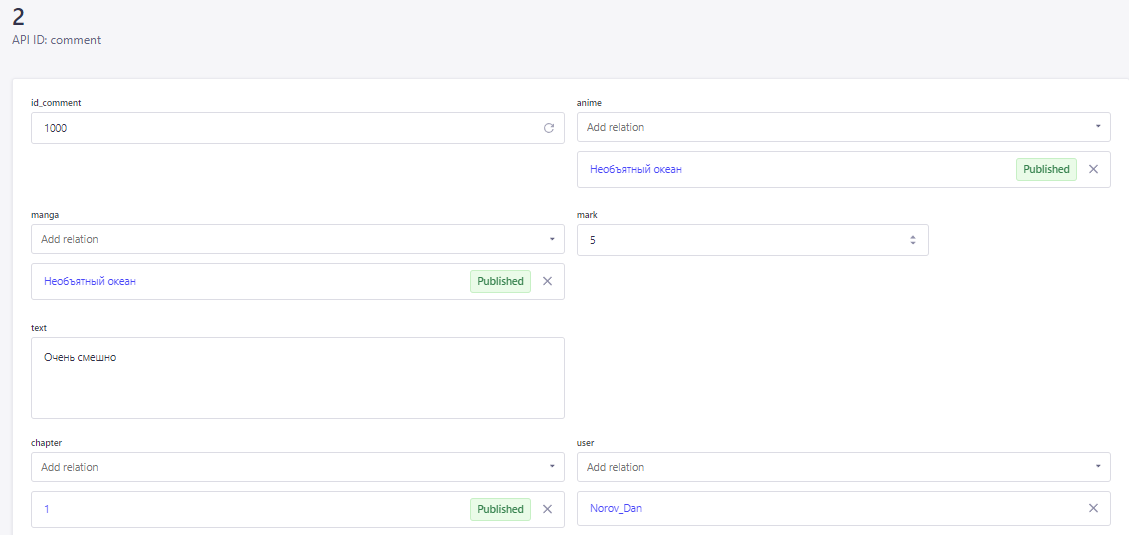 2
API ID: comment
id_comment
1000
anime
Add relation
Необъятный океан
Published
manga
Add relation
Необъятный океан
Published
mark
5
text
Очень смешно
chapter
Add relation
1
Published
user
Add relation
Norov_Dan